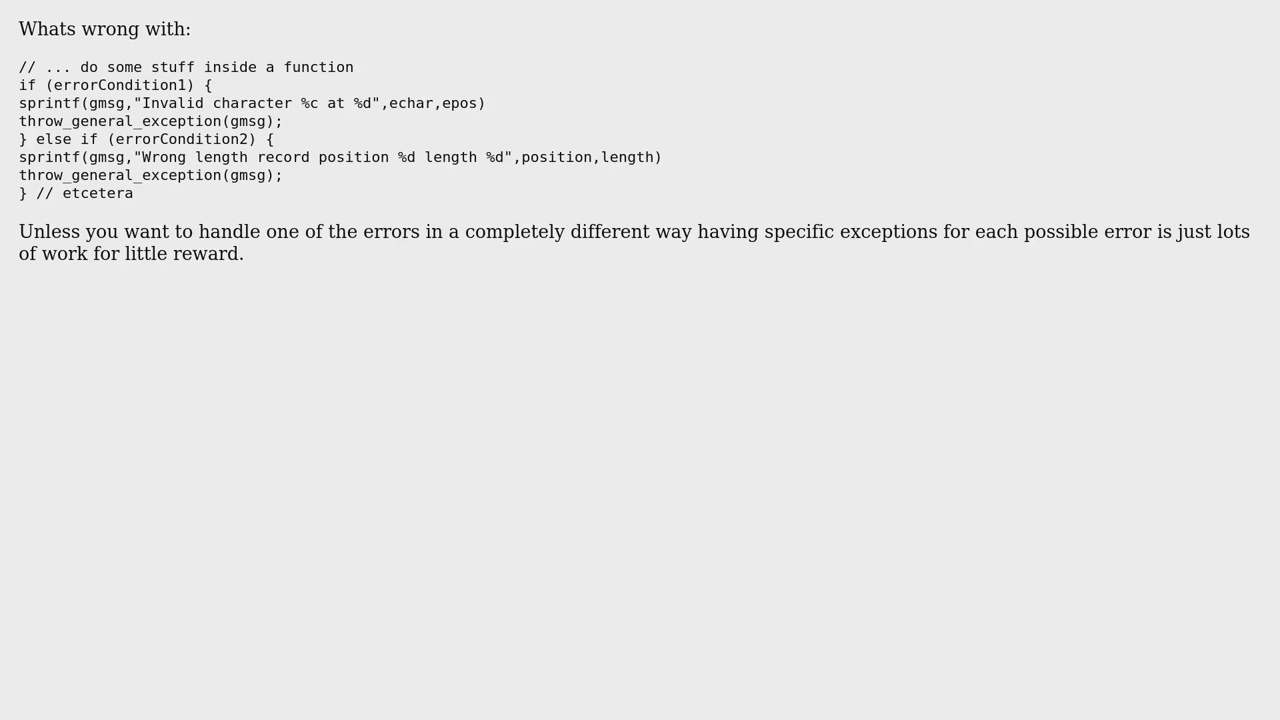 Whats wrong with:
// ... do some stuff inside a function
if (errorCondition1) {
sprintf(gmsg,"Invalid character %c at %d",echar,epos)
throw_general_exception(gmsg);
} else if (errorCondition2) {
sprintf(gmsg,"Wrong length record position %d length %d",position,length)
throw_general_exception(gmsg);
} // etcetera
Unless you want to handle one of the errors in a completely different way having specific exceptions for each possible error is just lots
of work for little reward.